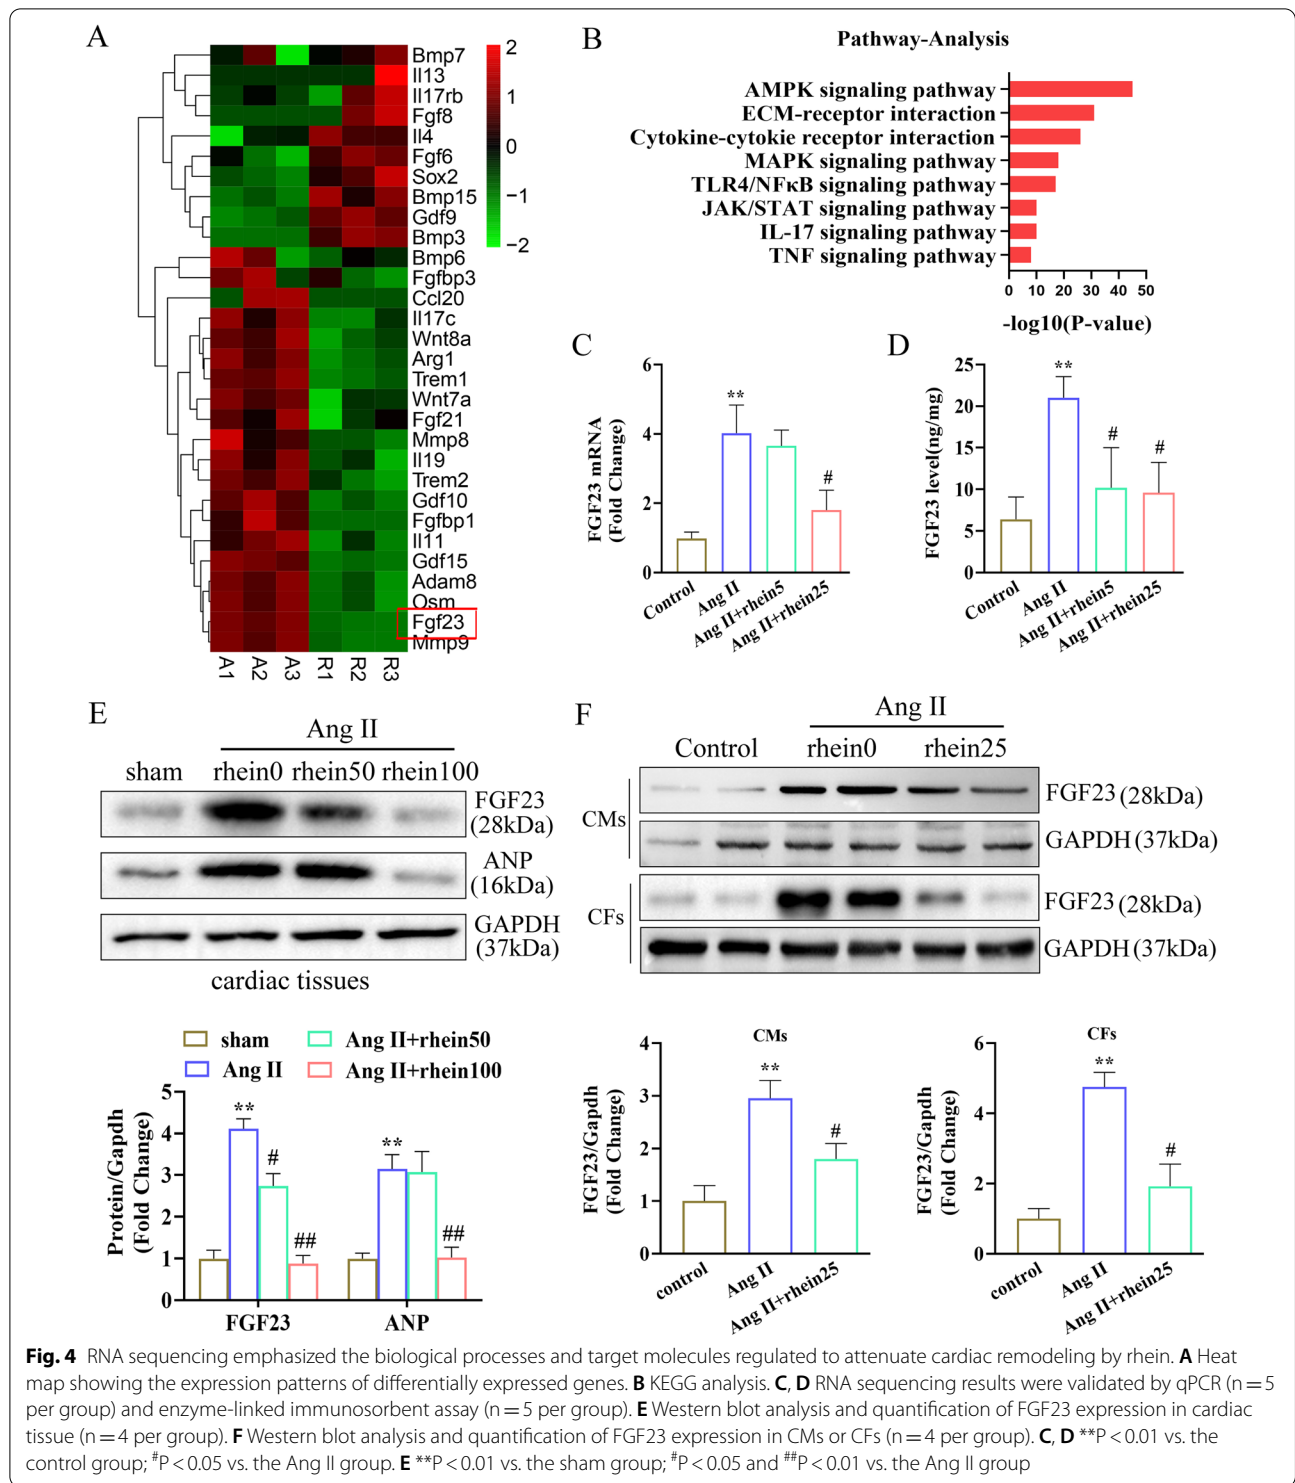 A
Bmp7
Il13
Il17rb
Fgf8
Il4
Fgf6
Sox2
Bmp15
Gdf9
Bmp3
Bmp6
Fgfbp3
Ccl20
Il17c
Wnt8a
Arg1
Trem1
Wnt7a
Fgf21
Mmp8
Il19
Trem2
Gdf10
Fgfbp1
Il11
Gdf15
Adam8
Osm
Fgf23
Mmp9
A1 A2 A3 R1 R2 R3
2
1
0
−1
−2
B
Pathway-Analysis
AMPK signaling pathway
ECM-receptor interaction
Cytokine-cytokie receptor interaction
MAPK signaling pathway
TLR4/NFκB signaling pathway
JAK/STAT signaling pathway
IL-17 signaling pathway
TNF signaling pathway
0 10 20 30 40 50
-log10(P-value)
C
FGF23 mRNA
(Fold Change)
6
4
2
0
**
#
Control
Ang II
Ang II+rhein5
Ang II+rhein25
D
FGF23 level(ng/mg)
25
20
15
10
5
0
**
#
#
Control
Ang II
Ang II+rhein5
Ang II+rhein25
E
Ang II
sham rhein0 rhein50 rhein100
FGF23
(28kDa)
ANP
(16kDa)
GAPDH
(37kDa)
cardiac tissues
sham
Ang II+rhein50
Ang II
Ang II+rhein100
Protein/Gapdh
(Fold Change)
5
4
3
2
1
0
**
#
##
**
##
FGF23 ANP
F
Ang II
Control rhein0 rhein25
CMs
FGF23 (28kDa)
GAPDH (37kDa)
CFs
FGF23 (28kDa)
GAPDH (37kDa)
CMs
FGF23/Gapdh
(Fold Change)
4
3
2
1
0
**
#
control
Ang II
Ang II+rhein25
CFs
FGF23/Gapdh
(Fold Change)
6
4
2
0
**
#
control
Ang II
Ang II+rhein25
Fig. 4 RNA sequencing emphasized the biological processes and target molecules regulated to attenuate cardiac remodeling by rhein. A Heat
map showing the expression patterns of differentially expressed genes. B KEGG analysis. C, D RNA sequencing results were validated by qPCR (n = 5
per group) and enzyme-linked immunosorbent assay (n = 5 per group). E Western blot analysis and quantification of FGF23 expression in cardiac
tissue (n = 4 per group). F Western blot analysis and quantification of FGF23 expression in CMs or CFs (n = 4 per group). C, D **P < 0.01 vs. the
control group; #P < 0.05 vs. the Ang II group. E **P < 0.01 vs. the sham group; #P < 0.05 and ##P < 0.01 vs. the Ang II group